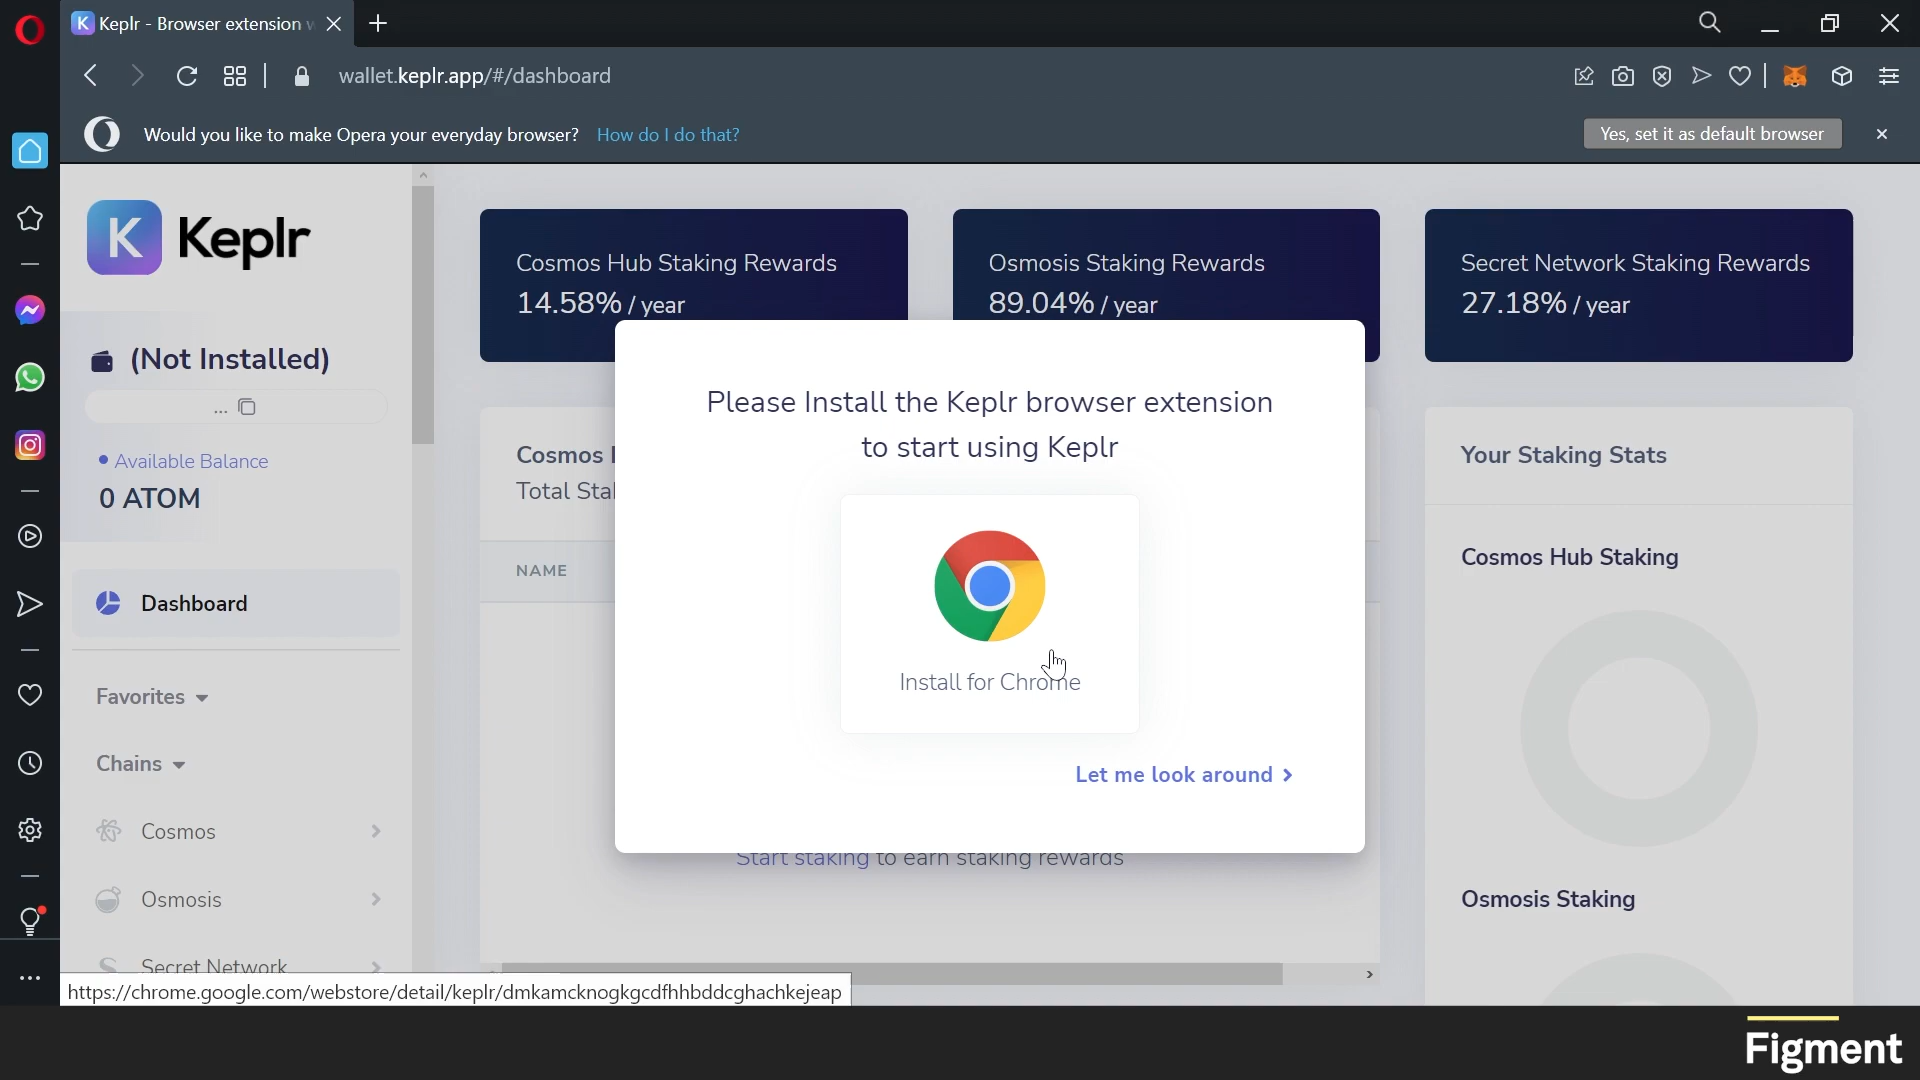 Keplr - Browser extension
wallet.keplr.app/#/dashboard
Would you like to make Opera your everyday browser? How do I do that?
Yes, set it as default browser
K Keplr
(Not Installed)
...
Available Balance
0 ATOM
Dashboard
Favorites
Chains
Cosmos
Osmosis
Secret Network
Cosmos Hub Staking Rewards
14.58% / year
Osmosis Staking Rewards
89.04% / year
Secret Network Staking Rewards
27.18% / year
Cosmos
Total
NAME
Please Install the Keplr browser extension
to start using Keplr
Install for Chrome
Let me look around
Start staking to earn staking rewards
Your Staking Stats
Cosmos Hub Staking
Osmosis Staking
https://chrome.google.com/webstore/detail/keplr/dmkamcknogkgcdfhhbddcghachkejeap
Figment